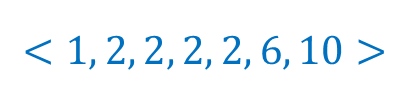 < 1, 2, 2, 2, 2, 6, 10 >